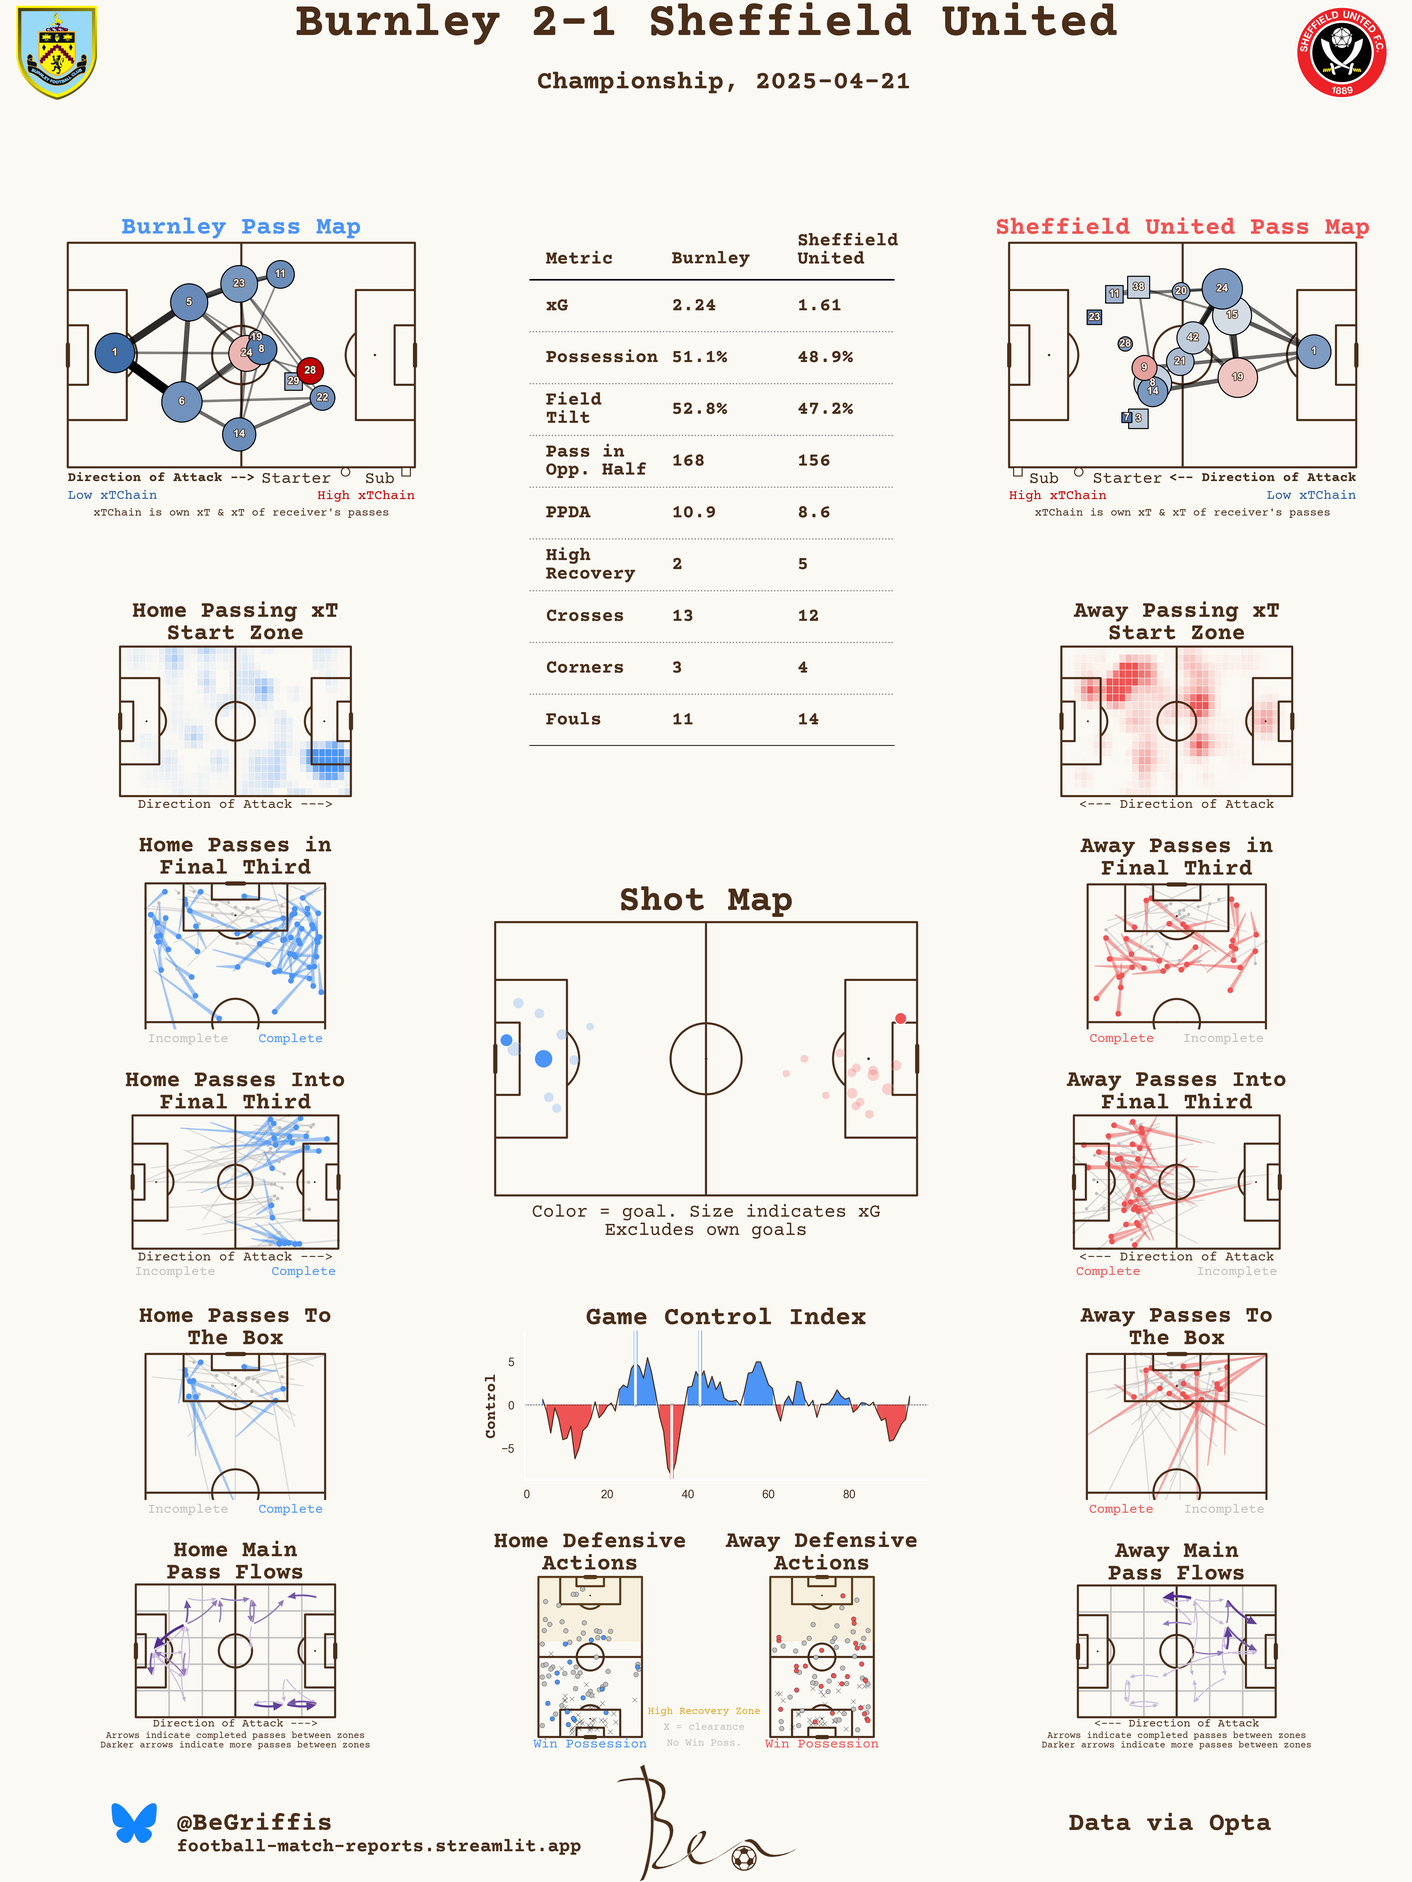 Burnley 2-1 Sheffield United
Championship, 2025-04-21
BURNLEY FOOTBALL CLUB
SHEFFIELD UNITED F.C.
1889
Burnley Pass Map
1
5
6
23
11
24
19
8
28
29
22
14
Direction of Attack -->
Starter
Sub
Low xTChain
High xTChain
xTChain is own xT & xT of receiver's passes
Metric Burnley Sheffield
United
xG 2.24 1.61
Possession 51.1% 48.9%
Field
Tilt 52.8% 47.2%
Pass in
Opp. Half 168 156
PPDA 10.9 8.6
High
Recovery 2 5
Crosses 13 12
Corners 3 4
Fouls 11 14
Sheffield United Pass Map
11
38
20
24
23
15
28
42
21
1
9
8
14
19
7
3
Sub
Starter
<-- Direction of Attack
High xTChain
Low xTChain
xTChain is own xT & xT of receiver's passes
Home Passing xT
Start Zone
Direction of Attack --->
Away Passing xT
Start Zone
<--- Direction of Attack
Home Passes in
Final Third
Incomplete
Complete
Shot Map
Color = goal. Size indicates xG
Excludes own goals
Away Passes in
Final Third
Complete
Incomplete
Home Passes Into
Final Third
Direction of Attack --->
Incomplete
Complete
Away Passes Into
Final Third
<--- Direction of Attack
Complete
Incomplete
Home Passes To
The Box
Incomplete
Complete
Game Control Index
Control
5
0
−5
0
20
40
60
80
Away Passes To
The Box
Complete
Incomplete
Home Main
Pass Flows
Direction of Attack --->
Arrows indicate completed passes between zones
Darker arrows indicate more passes between zones
Home Defensive
Actions
Win Possession
High Recovery Zone
X = clearance
No Win Poss.
Away Defensive
Actions
Win Possession
Away Main
Pass Flows
<--- Direction of Attack
Arrows indicate completed passes between zones
Darker arrows indicate more passes between zones
@BeGriffis
football-match-reports.streamlit.app
Ben
Data via Opta